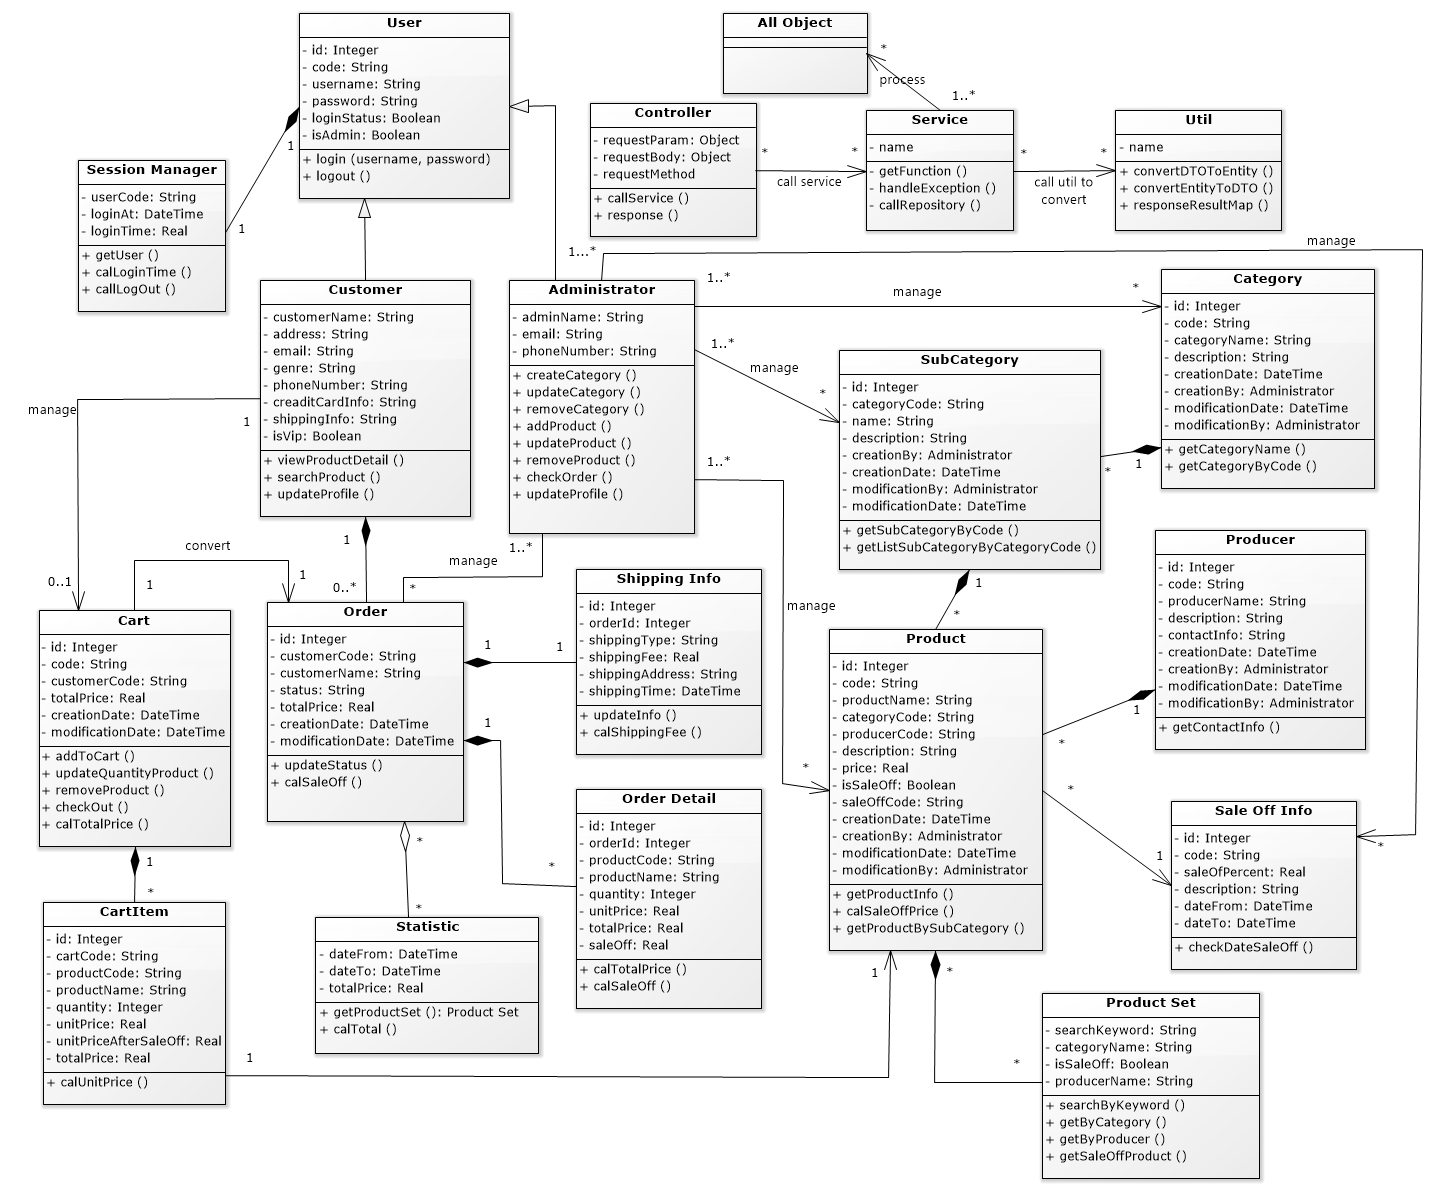 User
- id: Integer
- code: String
- username: String
- password: String
- loginStatus: Boolean
- isAdmin: Boolean
+ login (username, password)
+ logout ()
1
1
Session Manager
- userCode: String
- loginAt: DateTime
- loginTime: Real
+ getUser ()
+ calLoginTime ()
+ callLogOut ()
All Object
*
process
1..*
Controller
- requestParam: Object
- requestBody: Object
- requestMethod
+ callService ()
+ response ()
*
*
call service
Service
- name
- getFunction ()
- handleException ()
- callRepository ()
*
*
call util to
convert
Util
- name
+ convertDTOToEntity ()
+ convertEntityToDTO ()
+ responseResultMap ()
1...*
manage
Customer
- customerName: String
- address: String
- email: String
- genre: String
- phoneNumber: String
- creaditCardInfo: String
- shippingInfo: String
- isVip: Boolean
+ viewProductDetail ()
+ searchProduct ()
+ updateProfile ()
Administrator
- adminName: String
- email: String
- phoneNumber: String
+ createCategory ()
+ updateCategory ()
+ removeCategory ()
+ addProduct ()
+ updateProduct ()
+ removeProduct ()
+ checkOrder ()
+ updateProfile ()
1..*
manage
*
Category
- id: Integer
- code: String
- categoryName: String
- description: String
- creationDate: DateTime
- creationBy: Administrator
- modificationDate: DateTime
- modificationBy: Administrator
+ getCategoryName ()
+ getCategoryByCode ()
1..*
manage
*
SubCategory
- id: Integer
- categoryCode: String
- name: String
- description: String
- creationBy: Administrator
- creationDate: DateTime
- modificationBy: Administrator
- modificationDate: DateTime
+ getSubCategoryByCode ()
+ getListSubCategoryByCategoryCode ()
1
*
manage
1
0..1
1..*
manage
*
convert
1
1
1
0..*
1..*
manage
*
1
*
Cart
- id: Integer
- code: String
- customerCode: String
- totalPrice: Real
- creationDate: DateTime
- modificationDate: DateTime
+ addToCart ()
+ updateQuantityProduct ()
+ removeProduct ()
+ checkOut ()
+ calTotalPrice ()
Order
- id: Integer
- customerCode: String
- customerName: String
- status: String
- totalPrice: Real
- creationDate: DateTime
- modificationDate: DateTime
+ updateStatus ()
+ calSaleOff ()
1
1
1
*
Shipping Info
- id: Integer
- orderId: Integer
- shippingType: String
- shippingFee: Real
- shippingAddress: String
- shippingTime: DateTime
+ updateInfo ()
+ calShippingFee ()
Product
- id: Integer
- code: String
- productName: String
- categoryCode: String
- producerCode: String
- description: String
- price: Real
- isSaleOff: Boolean
- saleOffCode: String
- creationDate: DateTime
- creationBy: Administrator
- modificationDate: DateTime
- modificationBy: Administrator
+ getProductInfo ()
+ calSaleOffPrice ()
+ getProductBySubCategory ()
Producer
- id: Integer
- code: String
- producerName: String
- description: String
- contactInfo: String
- creationDate: DateTime
- creationBy: Administrator
- modificationDate: DateTime
- modificationBy: Administrator
+ getContactInfo ()
1
*
*
1
Sale Off Info
- id: Integer
- code: String
- saleOfPercent: Real
- description: String
- dateFrom: DateTime
- dateTo: DateTime
+ checkDateSaleOff ()
*
Order Detail
- id: Integer
- orderId: Integer
- productCode: String
- productName: String
- quantity: Integer
- unitPrice: Real
- totalPrice: Real
- saleOff: Real
+ calTotalPrice ()
+ calSaleOff ()
1
*
CartItem
- id: Integer
- cartCode: String
- productCode: String
- productName: String
- quantity: Integer
- unitPrice: Real
- unitPriceAfterSaleOff: Real
- totalPrice: Real
+ calUnitPrice ()
*
*
Statistic
- dateFrom: DateTime
- dateTo: DateTime
- totalPrice: Real
+ getProductSet (): Product Set
+ calTotal ()
1
1
*
*
Product Set
- searchKeyword: String
- categoryName: String
- isSaleOff: Boolean
- producerName: String
+ searchByKeyword ()
+ getByCategory ()
+ getByProducer ()
+ getSaleOffProduct ()